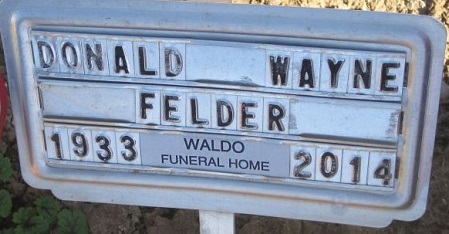 DONALD WAYNE
FELDER
1933 WALDO FUNERAL HOME 2014